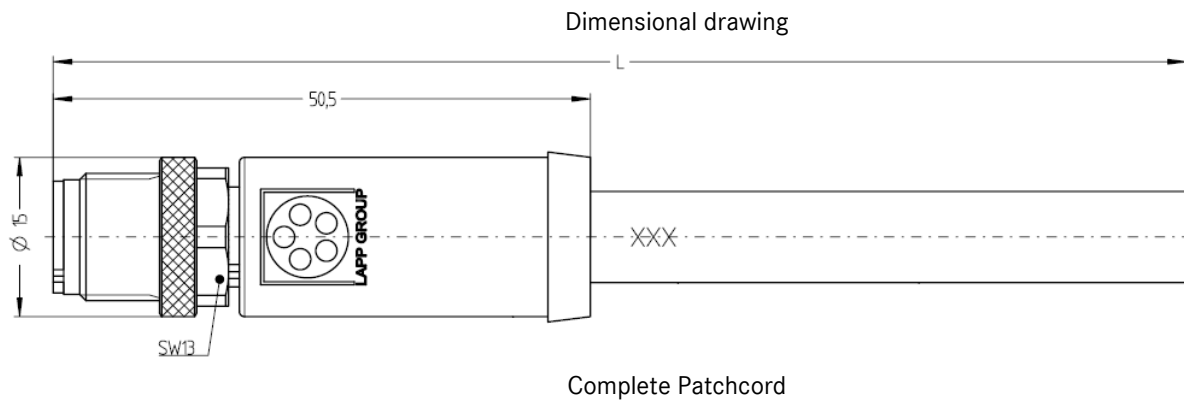 Dimensional drawing
L
50,5
Ø 15
LAPP GROUP
XXX
SW13
Complete Patchcord